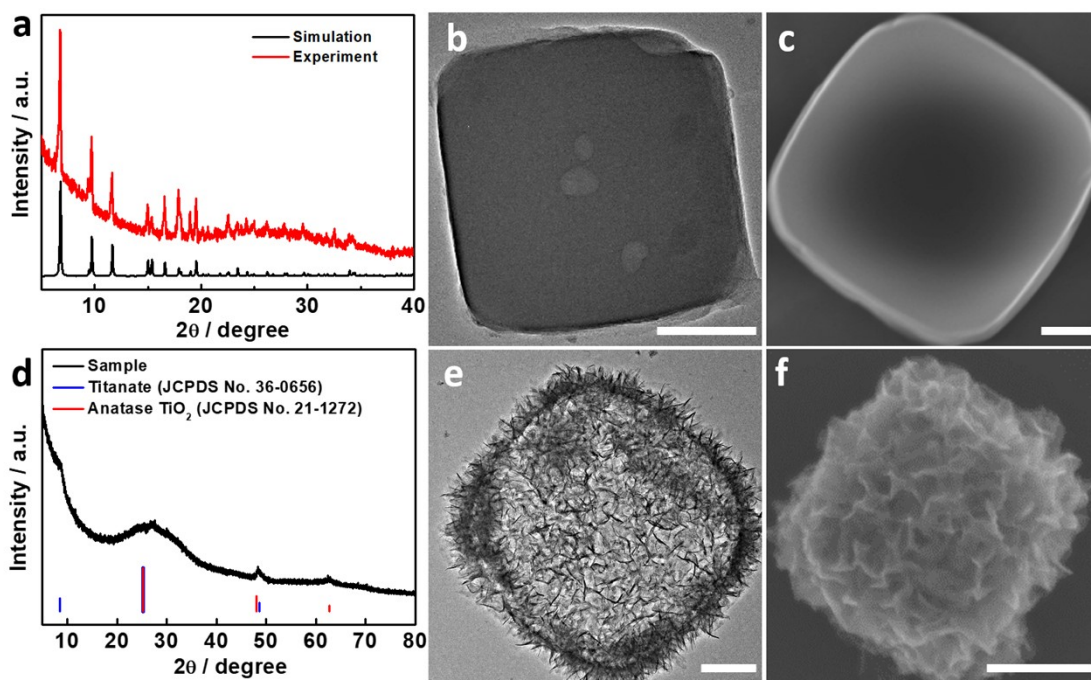 a
Simulation
Experiment
Intensity / a.u.
10
20
30
40
2θ / degree
b
c
d
Sample
Titanate (JCPDS No. 36-0656)
Anatase TiO₂ (JCPDS No. 21-1272)
Intensity / a.u.
10
20
30
40
50
60
70
80
2θ / degree
e
f